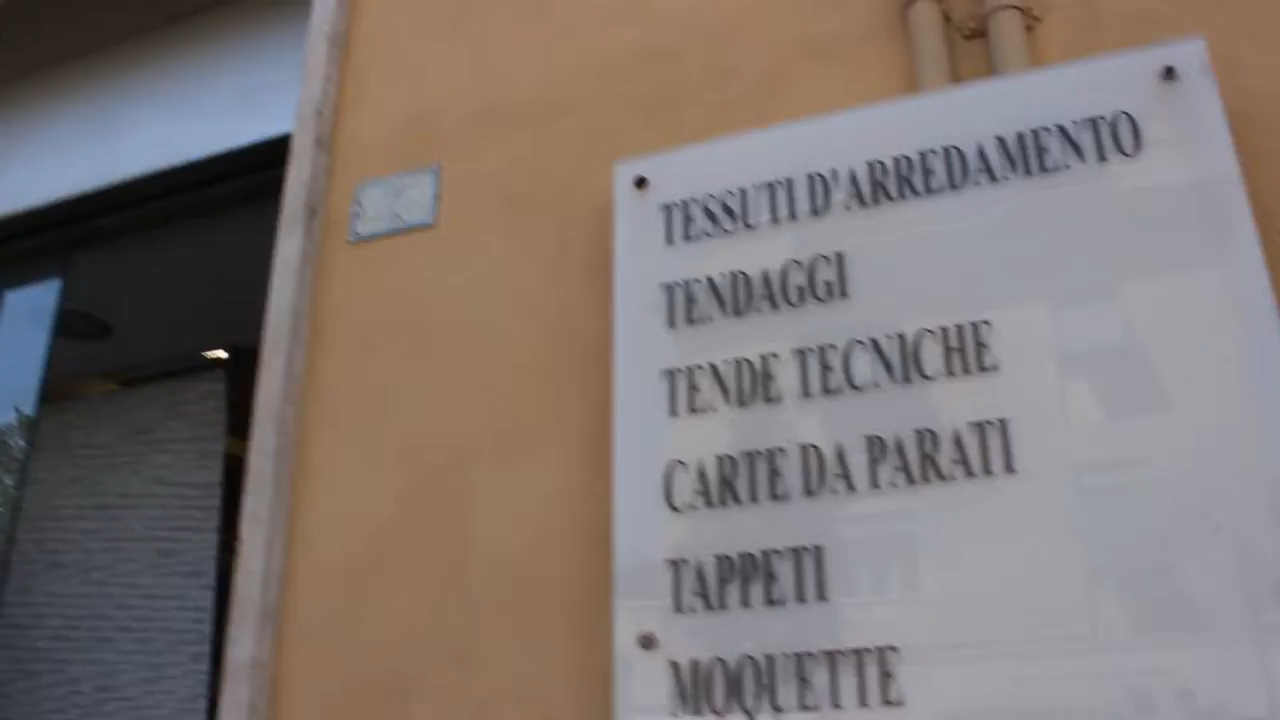 TESSUTI D'ARREDAMENTO
TENDAGGI
TENDE TECNICHE
CARTE DA PARATI
TAPPETI
MOQUETTE